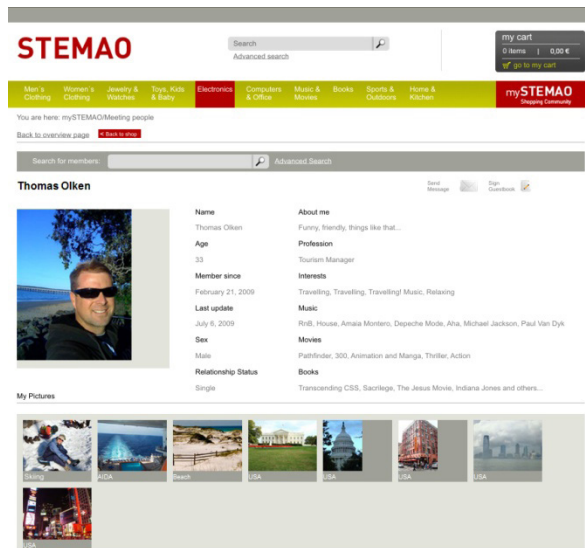 STEMAO
Search
Advanced search
my cart
0 items | 0,00 €
go to my cart
Men's Clothing
Women's Clothing
Jewelry & Watches
Toys, Kids & Baby
Electronics
Computers & Office
Music & Movies
Books
Sports & Outdoors
Home & Kitchen
mySTEMAO
Shopping Community
You are here: mySTEMAO/Meeting people
Back to overview page
< Back to shop
Search for members:
Advanced Search
Thomas Olken
Send Message
Sign Guestbook
Name
Thomas Olken
Age
33
Member since
February 21, 2009
Last update
July 6, 2009
Sex
Male
Relationship Status
Single
About me
Funny, friendly, things like that...
Profession
Tourism Manager
Interests
Travelling, Travelling, Travelling! Music, Relaxing
Music
RnB, House, Amaia Montero, Depeche Mode, Aha, Michael Jackson, Paul Van Dyk
Movies
Pathfinder, 300, Animation and Manga, Thriller, Action
Books
Transcending CSS, Sacrilege, The Jesus Movie, Indiana Jones and others...
My Pictures
Skiing
AIDA
Beach
USA
USA
USA
USA
USA